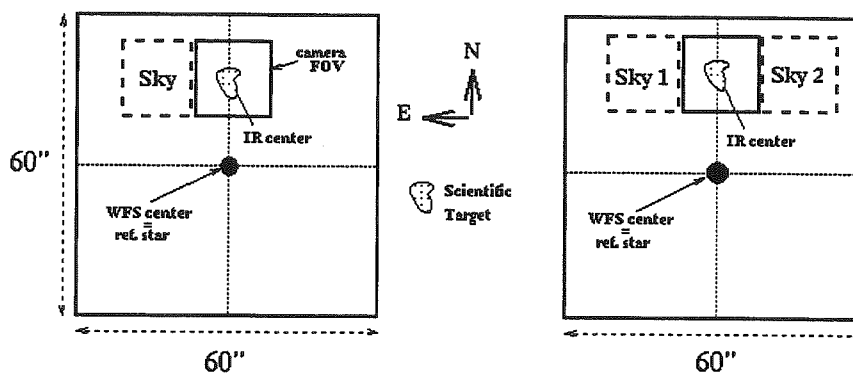 Sky
camera
FOV
IR center
60"
WFS center
=
ref. star
60"
N
E
Scientific
Target
Sky 1
Sky 2
IR center
WFS center
=
ref. star
60"